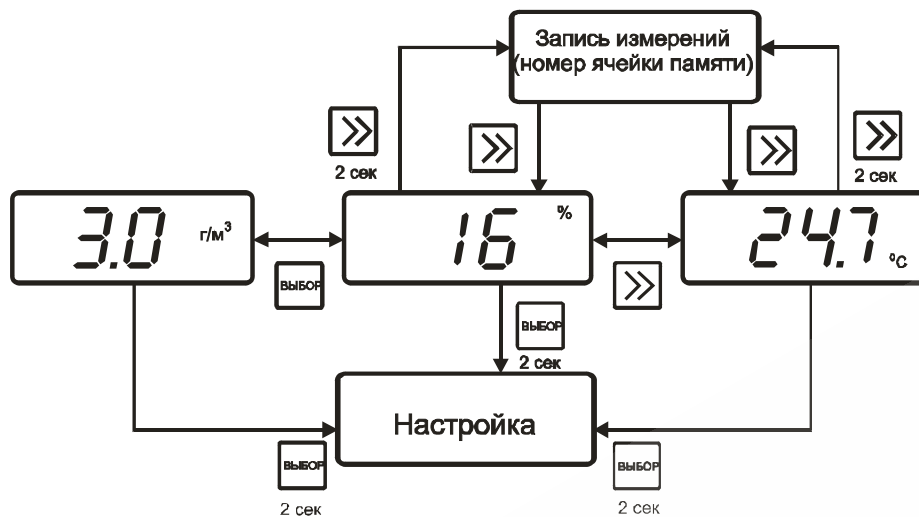 Запись измерений
(номер ячейки памяти)
2 сек
2 сек
3.0 г/м³
16 %
24.7 °C
ВЫБОР
ВЫБОР
2 сек
Настройка
ВЫБОР
2 сек
ВЫБОР
2 сек